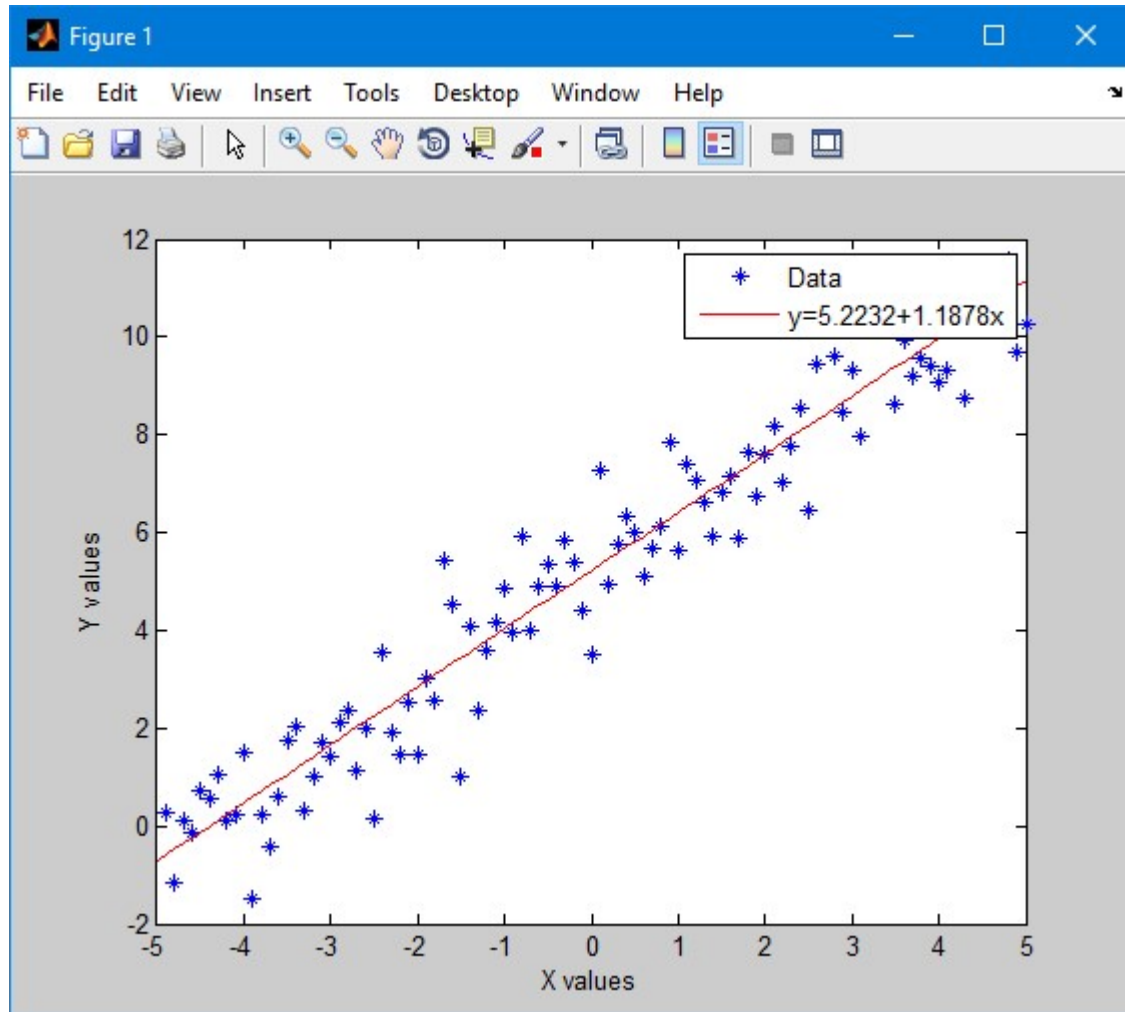 Figure 1
File Edit View Insert Tools Desktop Window Help
12
10
8
6
4
2
0
-2
Y values
Data
y=5.2232+1.1878x
-5 -4 -3 -2 -1 0 1 2 3 4 5
X values